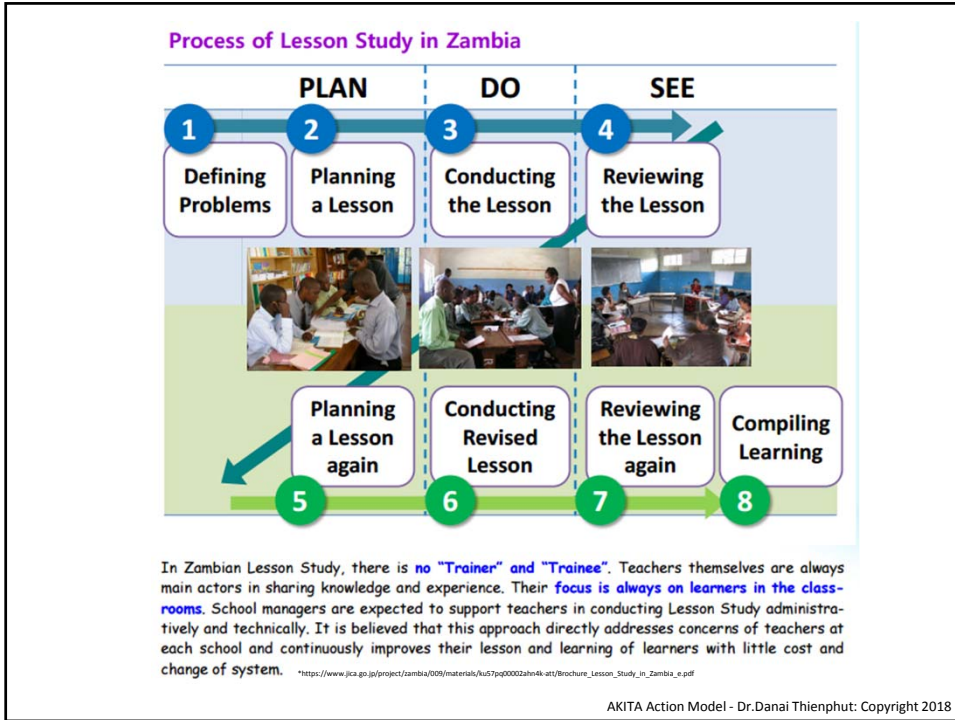 Process of Lesson Study in Zambia
PLAN DO SEE
1 2 3 4
Defining
Problems
Planning
a Lesson
Conducting
the Lesson
Reviewing
the Lesson
Planning
a Lesson
again
Conducting
Revised
Lesson
Reviewing
the Lesson
again
Compiling
Learning
5 6 7 8
In Zambian Lesson Study, there is no “Trainer” and “Trainee”. Teachers themselves are always
main actors in sharing knowledge and experience. Their focus is always on learners in the class-
rooms. School managers are expected to support teachers in conducting Lesson Study administra-
tively and technically. It is believed that this approach directly addresses concerns of teachers at
each school and continuously improves their lesson and learning of learners with little cost and
change of system. *https://www.jica.go.jp/project/zambia/009/materials/ku57pq00002ahn4k-att/Brochure_Lesson_Study_in_Zambia_e.pdf
AKITA Action Model - Dr.Danai Thienphut: Copyright 2018